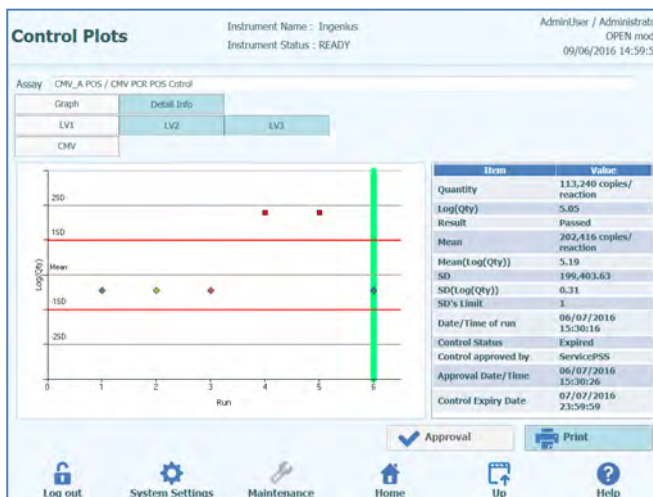 Control Plots
Instrument Name : Ingenius
Instrument Status : READY
AdminUser / Administrato
OPEN mod
09/06/2016 14:59:5
Assay CMV_A POS / CMV PCR POS Cotrol
Graph Detail Info
LV1 LV2 LV3
CMV
2SD
1SD
Mean
-1SD
-2SD
Log(Qty)
0 1 2 3 4 5 6
Run
Item Value
Quantity 113,240 copies/
reaction
Log(Qty) 5.05
Result Passed
Mean 202,416 copies/
reaction
Mean(Log(Qty)) 5.19
SD 199,403.63
SD(Log(Qty)) 0.31
SD's Limit 1
Date/Time of run 06/07/2016
15:30:16
Control Status Expired
Control approved by ServicePSS
Approval Date/Time 06/07/2016
15:30:26
Control Expiry Date 07/07/2016
23:59:59
Approval Print
Log out System Settings Maintenance Home Up Help